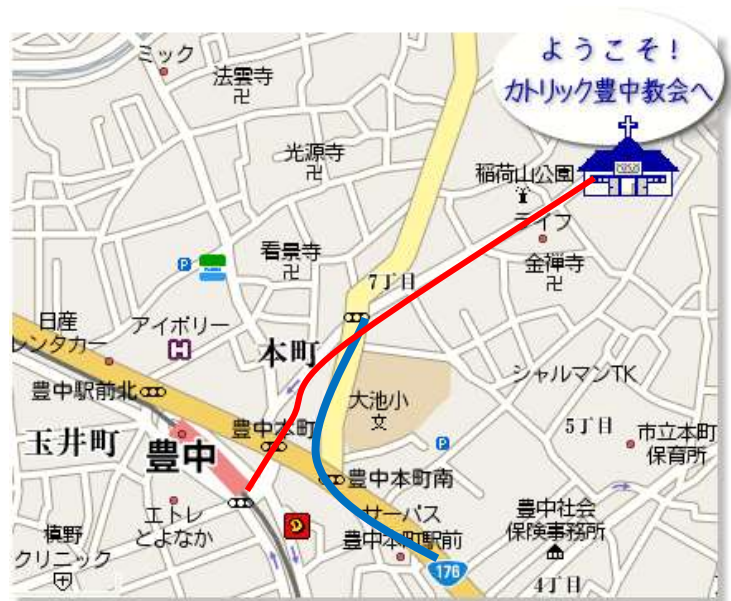 ようこそ!
カトリック豊中教会へ
ミック
法雲寺
光源寺
稲荷山公園
ライフ
看景寺
金禅寺
P
7丁目
日産
レンタカー
アイボリー
H
本町
シャルマンTK
豊中駅前北
大池小
文
豊中本町
5丁目
市立本町
保育所
玉井町
豊中
P
豊中本町南
エトレ
とよなか
サーパス
豊中本町駅前
豊中社会
保険事務所
槙野
クリニック
176
4丁目